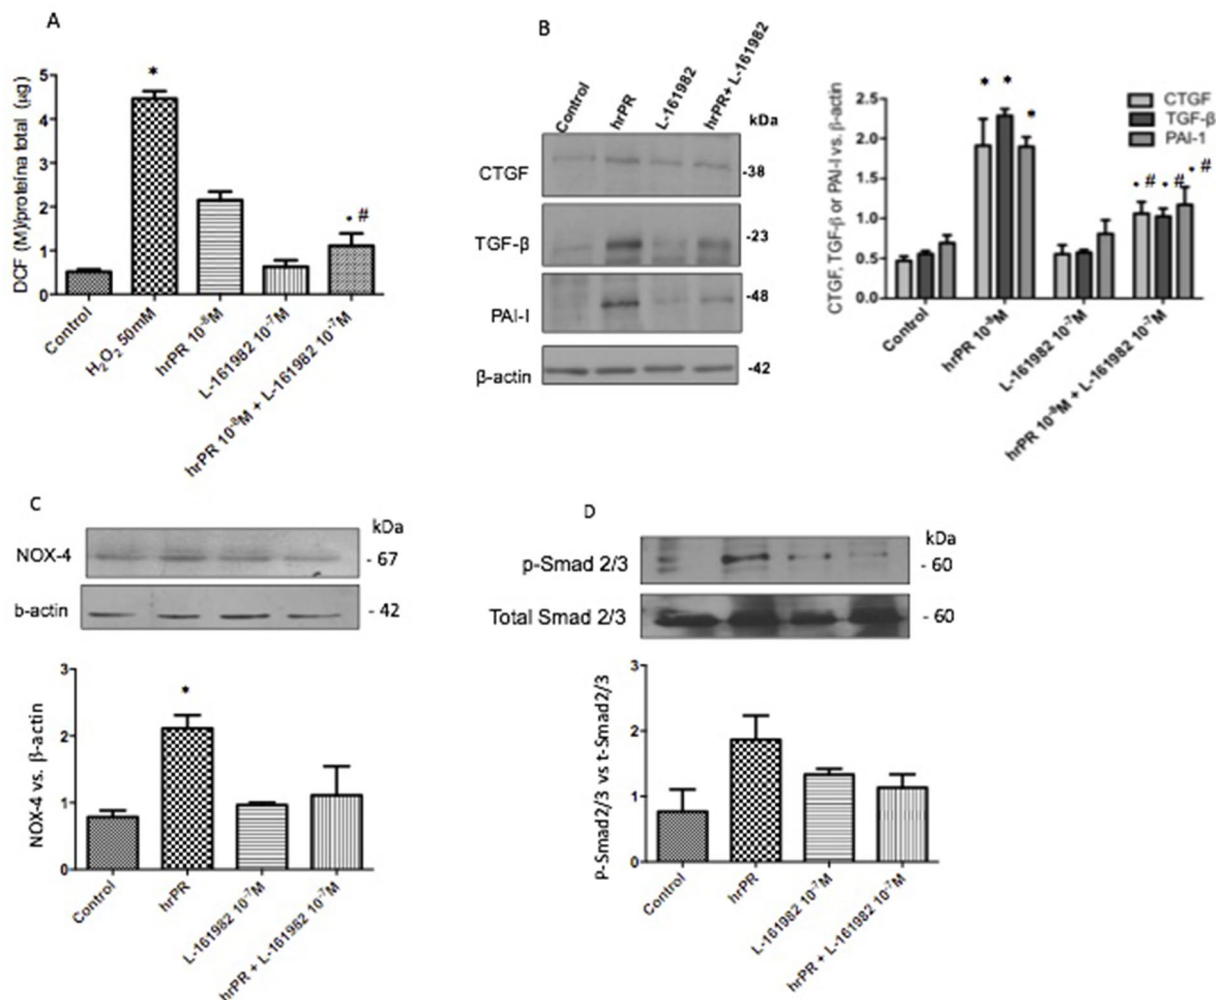 A
DCF (M)/proteina total (µg)
5
4
3
2
1
0
*
• #
Control
H₂O₂ 50mM
hrPR 10⁻⁸M
L-161982 10⁻⁷M
hrPR 10⁻⁸M + L-161982 10⁻⁷M
B
Control
hrPR
L-161982
hrPR+ L-161982
kDa
CTGF
-38
TGF-β
-23
PAI-I
-48
β-actin
-42
CTGF, TGF-β or PAI-I vs. β-actin
2.5
2.0
1.5
1.0
0.5
0.0
* * *
• # • # • #
CTGF
TGF-β
PAI-1
Control
hrPR 10⁻⁸M
L-161982 10⁻⁷M
hrPR 10⁻⁸M + L-161982 10⁻⁷M
C
kDa
NOX-4
- 67
b-actin
- 42
NOX-4 vs. β-actin
3
2
1
0
*
Control
hrPR
L-161982 10⁻⁷M
hrPR + L-161982 10⁻⁷M
D
kDa
p-Smad 2/3
- 60
Total Smad 2/3
- 60
P-Smad2/3 vs t-Smad2/3
3
2
1
0
Control
hrPR
L-161982 10⁻⁷M
hrPR + L-161982 10⁻⁷M